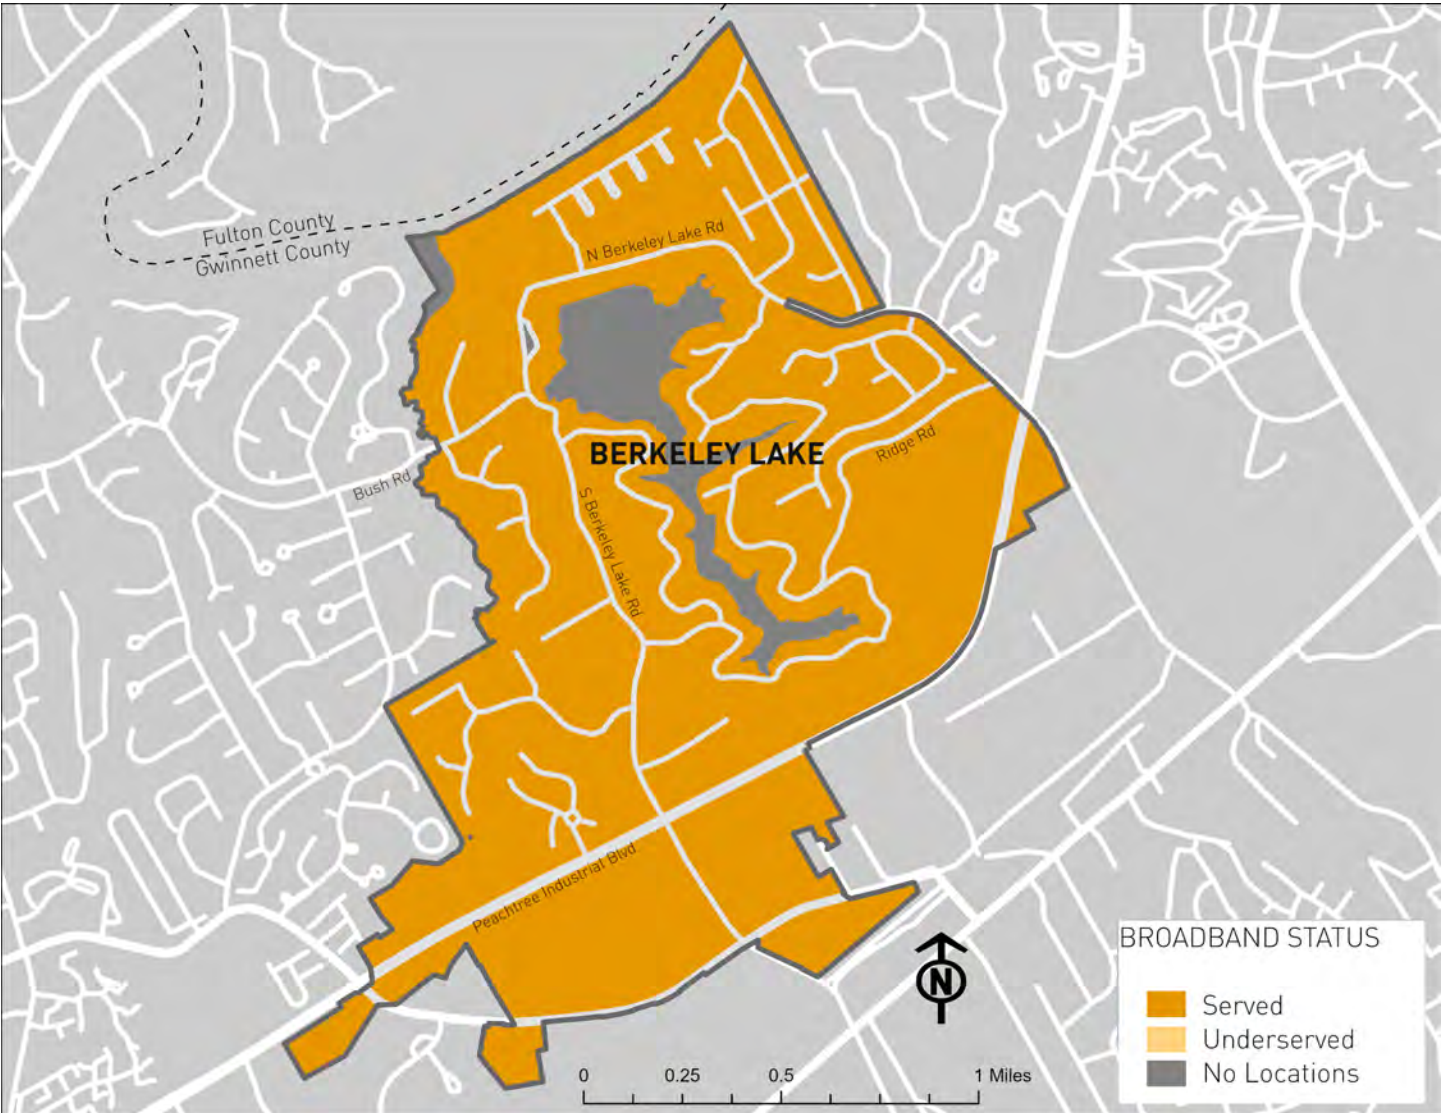 Fulton County
Gwinnett County
N Berkeley Lake Rd
BERKELEY LAKE
Ridge Rd
Bush Rd
S Berkeley Lake Rd
Peachtree Industrial Blvd
N
BROADBAND STATUS
Served
Underserved
No Locations
0 0.25 0.5 1 Miles